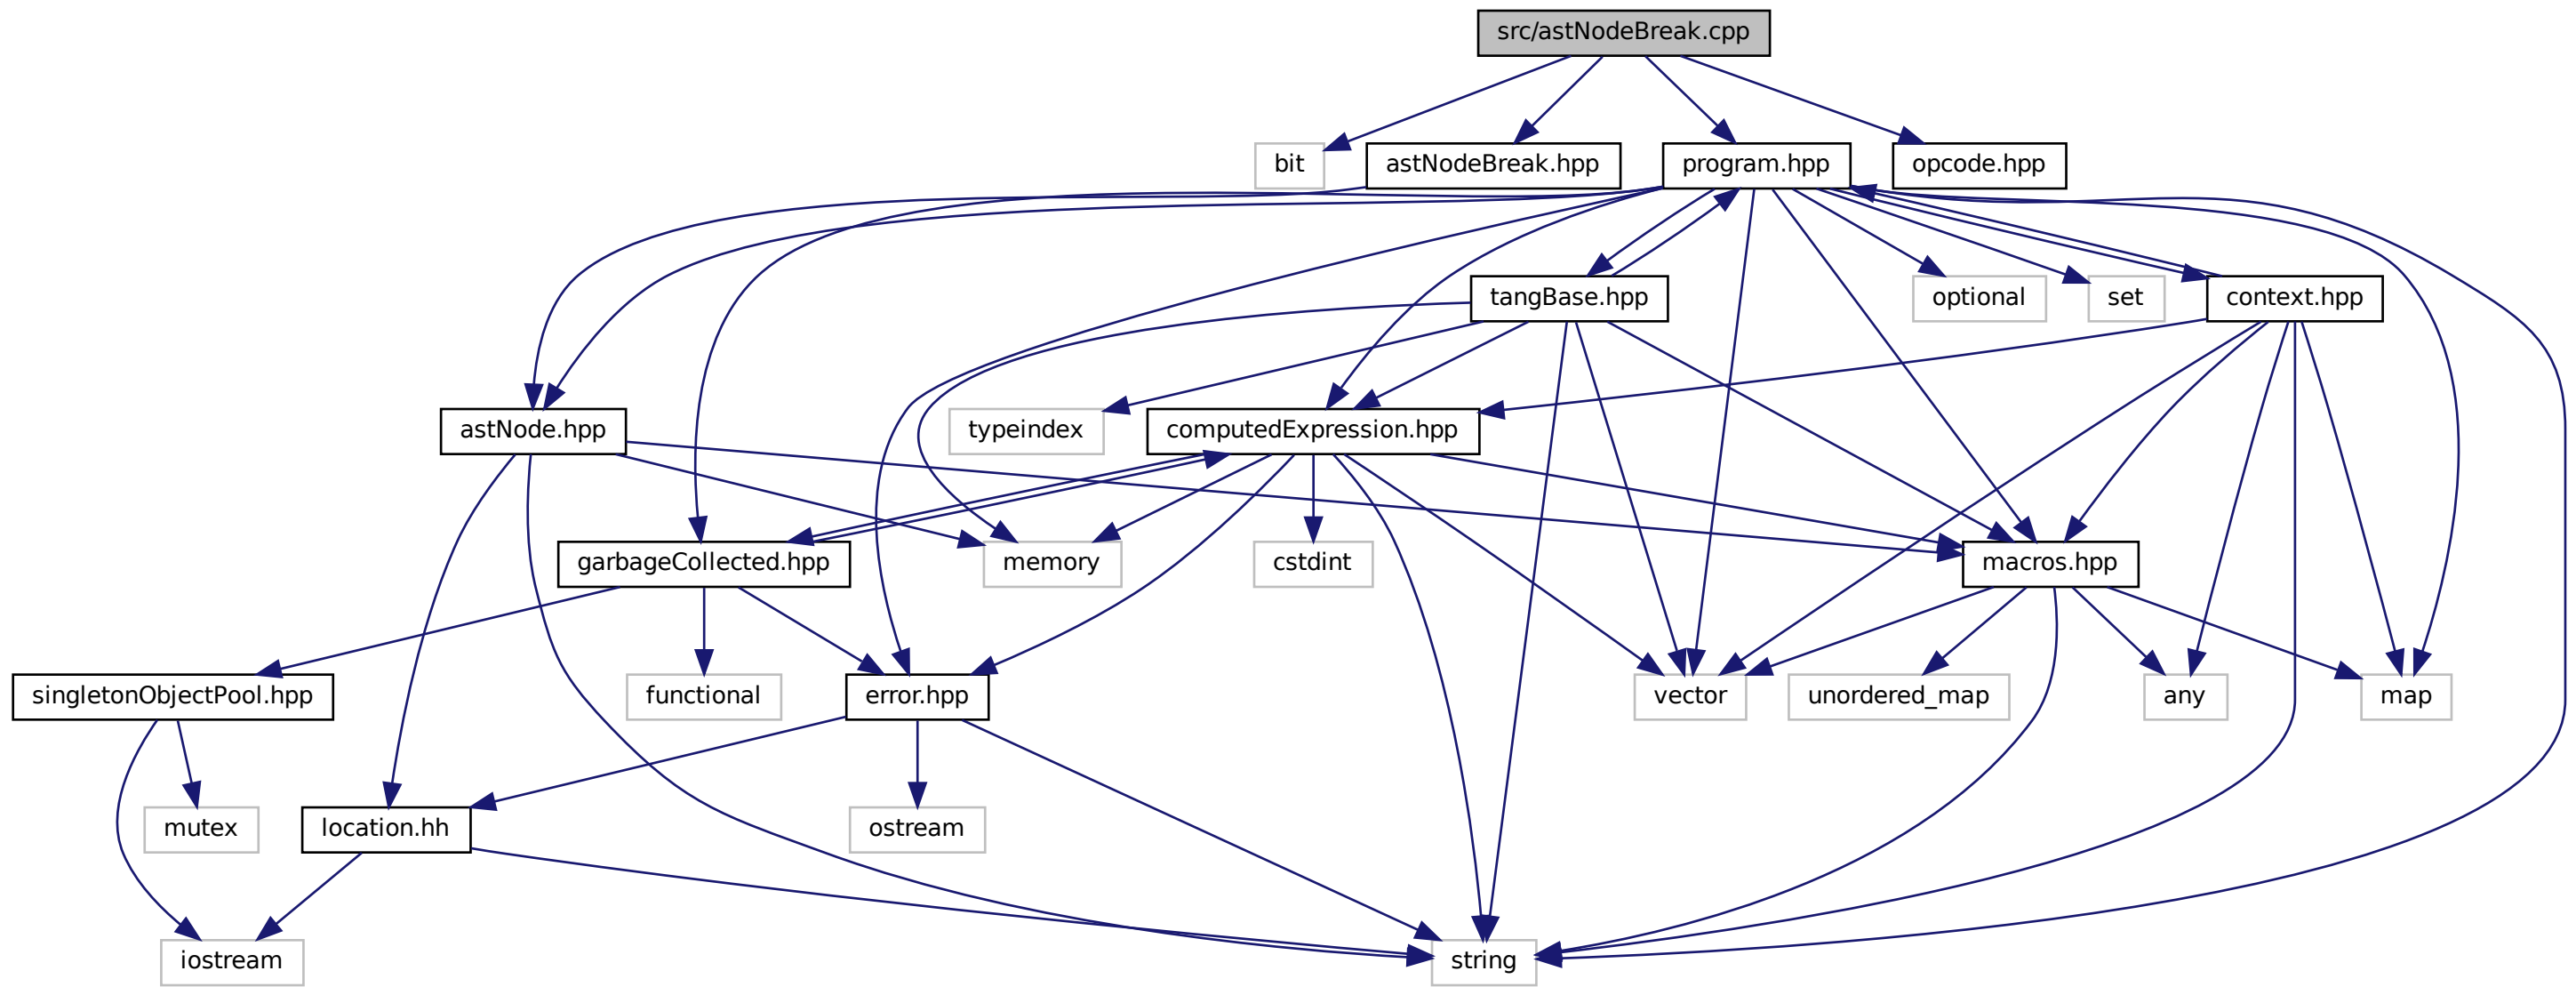 src/astNodeBreak.cpp
bit
astNodeBreak.hpp
program.hpp
opcode.hpp
tangBase.hpp
optional
set
context.hpp
astNode.hpp
typeindex
computedExpression.hpp
garbageCollected.hpp
memory
cstdint
macros.hpp
singletonObjectPool.hpp
functional
error.hpp
vector
unordered_map
any
map
mutex
location.hh
ostream
iostream
string